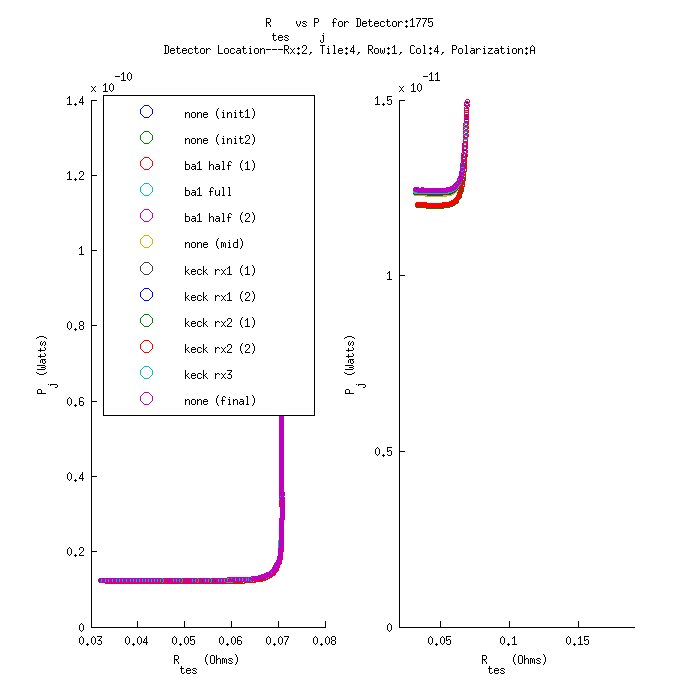 R tes vs P j for Detector:1775
Detector Location---Rx:2, Tile:4, Row:1, Col:4, Polarization:A
x 10-10
1.4
1.2
1
0.8
0.6
0.4
0.2
0
0.03 0.04 0.05 0.06 0.07 0.08
P j (Watts)
R tes (Ohms)
none (init1)
none (init2)
ba1 half (1)
ba1 full
ba1 half (2)
none (mid)
keck rx1 (1)
keck rx1 (2)
keck rx2 (1)
keck rx2 (2)
keck rx3
none (final)
x 10-11
1.5
1
0.5
0
0.05 0.1 0.15
P j (Watts)
R tes (Ohms)